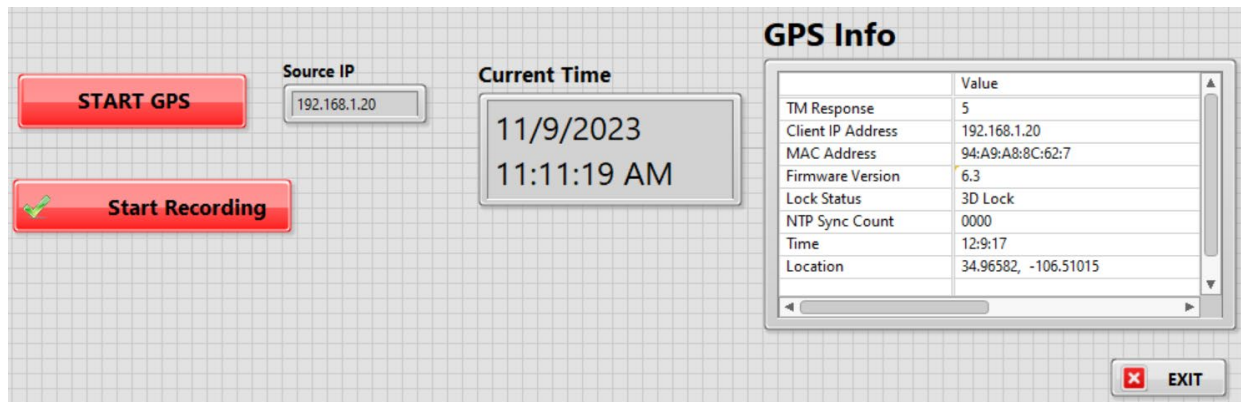 GPS Info
START GPS
Source IP
192.168.1.20
Current Time
11/9/2023
11:11:19 AM
Start Recording
Value
TM Response 5
Client IP Address 192.168.1.20
MAC Address 94:A9:A8:8C:62:7
Firmware Version 6.3
Lock Status 3D Lock
NTP Sync Count 0000
Time 12:9:17
Location 34.96582, -106.51015
EXIT